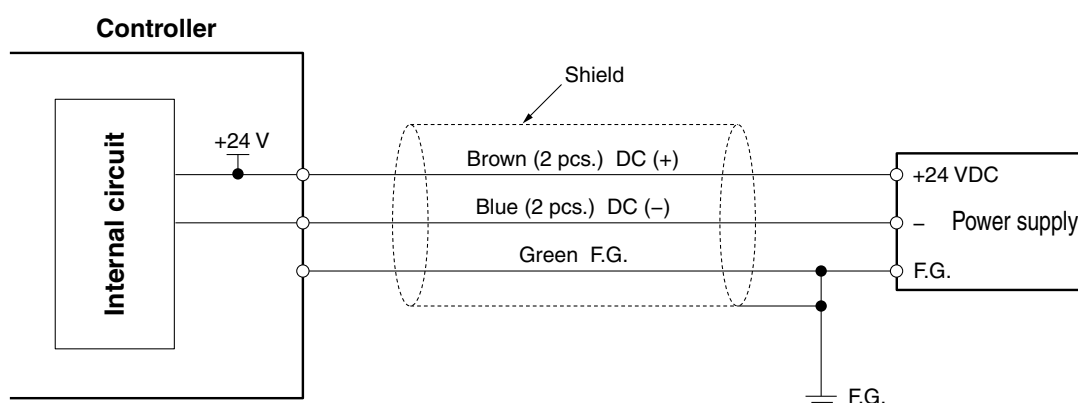 Controller
Shield
Internal circuit
+24 V
Brown (2 pcs.) DC (+)
+24 VDC
Blue (2 pcs.) DC (−)
− Power supply
Green F.G.
F.G.
F.G.